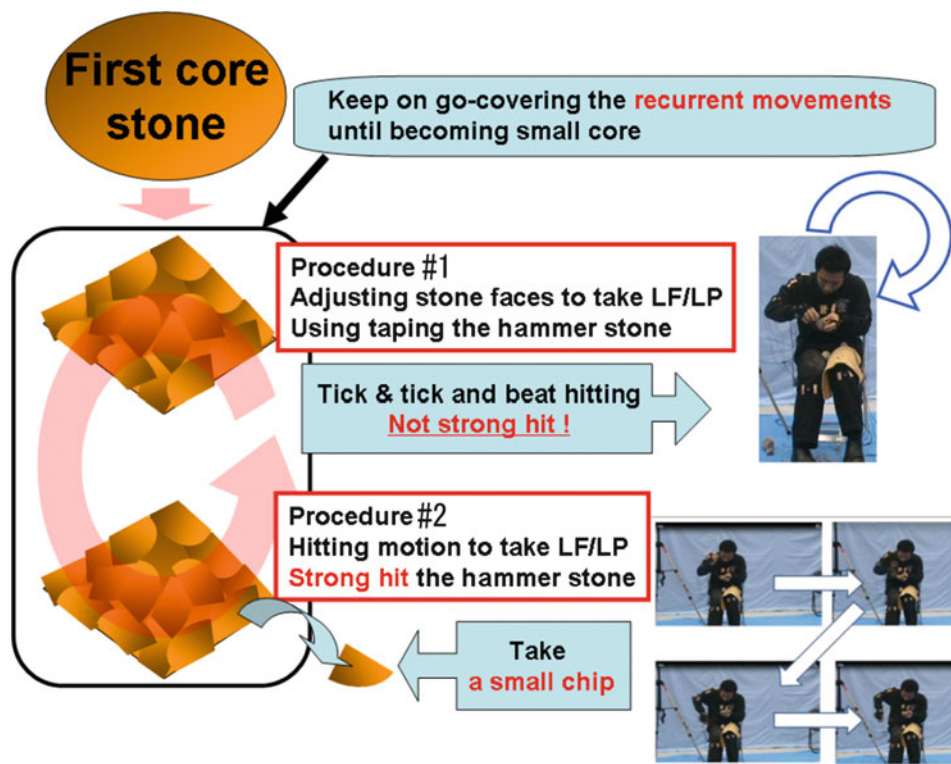 First core
stone
Keep on go-covering the recurrent movements
until becoming small core
Procedure #1
Adjusting stone faces to take LF/LP
Using taping the hammer stone
Tick & tick and beat hitting
Not strong hit !
Procedure #2
Hitting motion to take LF/LP
Strong hit the hammer stone
Take
a small chip